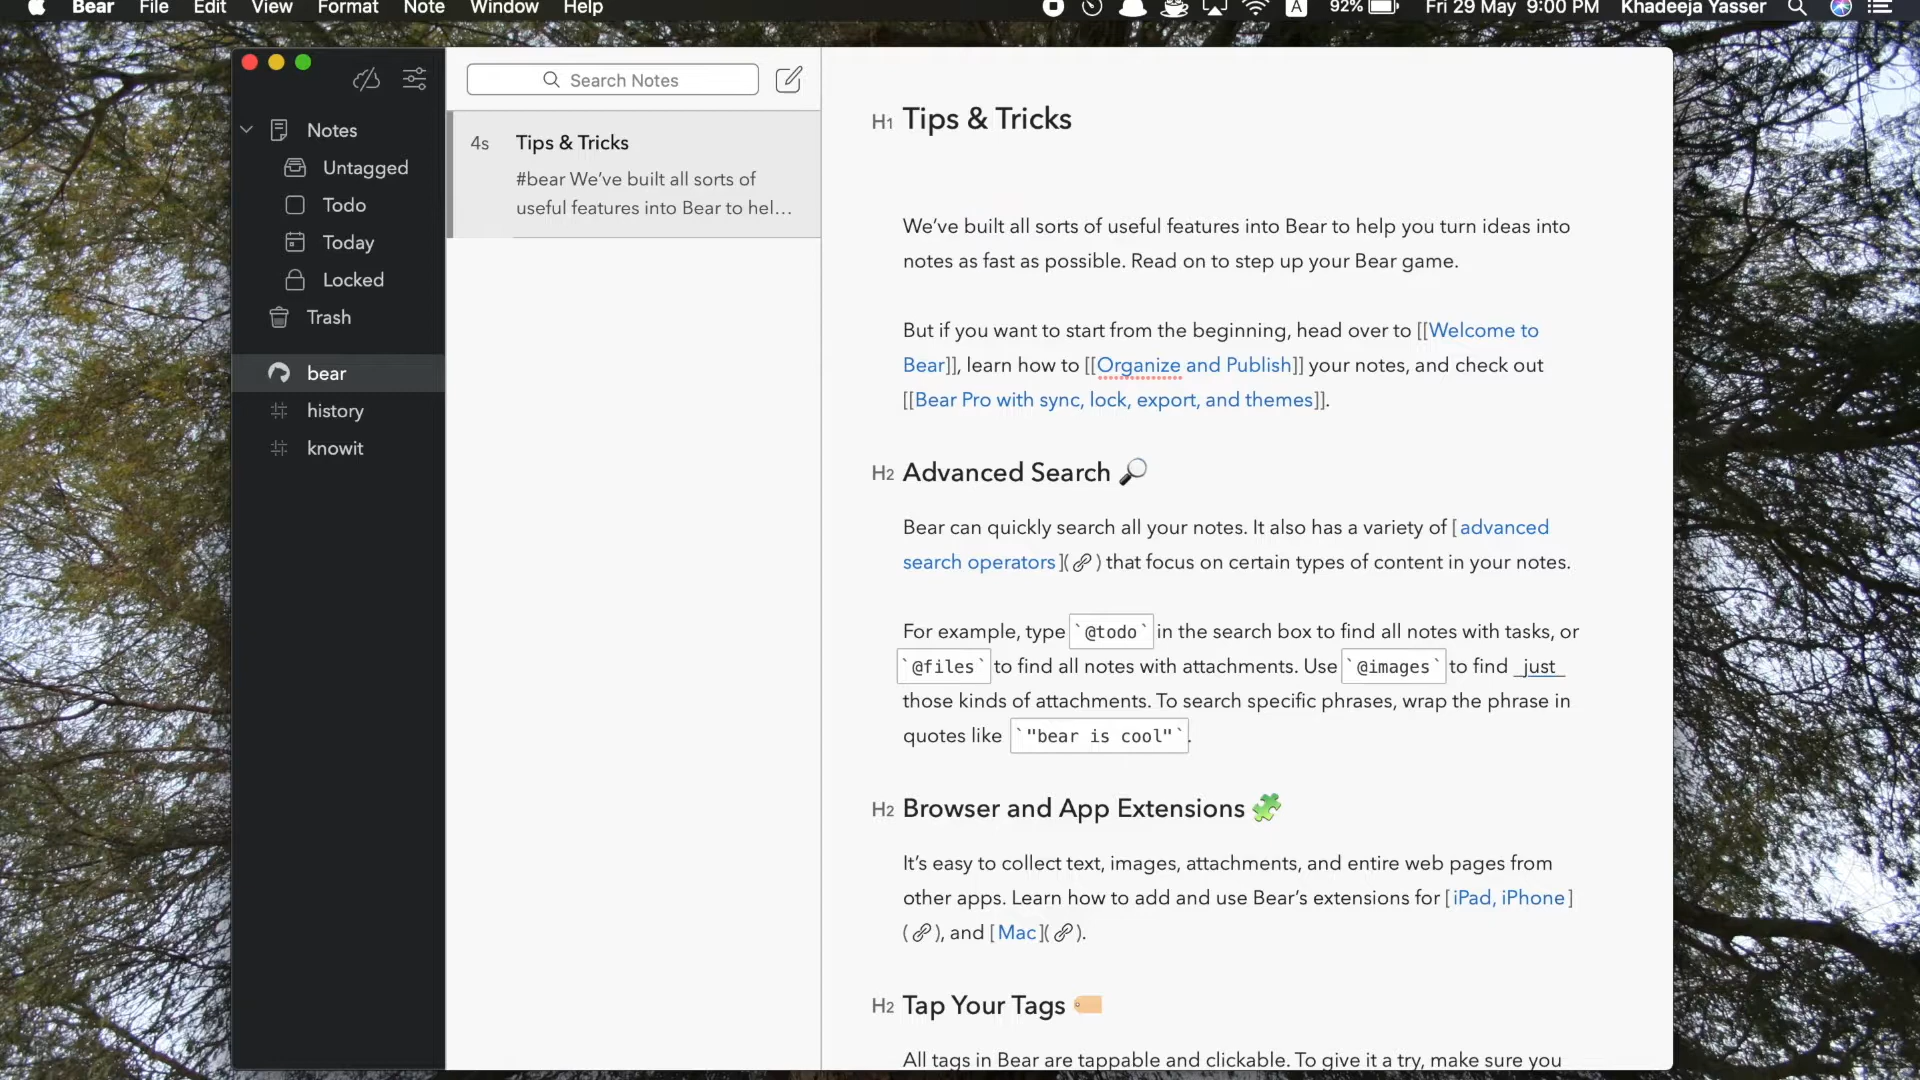 Bear File Edit View Format Note Window Help A 92% Fri 29 May 9:00 PM Khadeeja Yasser
Notes
Untagged
Todo
Today
Locked
Trash
bear
history
knowit
Search Notes
4s Tips & Tricks
#bear We’ve built all sorts of
useful features into Bear to hel...
H1 Tips & Tricks
We’ve built all sorts of useful features into Bear to help you turn ideas into
notes as fast as possible. Read on to step up your Bear game.
But if you want to start from the beginning, head over to [[Welcome to
Bear]], learn how to [[Organize and Publish]] your notes, and check out
[[Bear Pro with sync, lock, export, and themes]].
H2 Advanced Search
Bear can quickly search all your notes. It also has a variety of [advanced
search operators]() that focus on certain types of content in your notes.
For example, type `@todo` in the search box to find all notes with tasks, or
`@files` to find all notes with attachments. Use `@images` to find _just_
those kinds of attachments. To search specific phrases, wrap the phrase in
quotes like `"bear is cool"`.
H2 Browser and App Extensions
It’s easy to collect text, images, attachments, and entire web pages from
other apps. Learn how to add and use Bear’s extensions for [iPad, iPhone]
(), and [Mac]().
H2 Tap Your Tags
All tags in Bear are tappable and clickable. To give it a try, make sure you